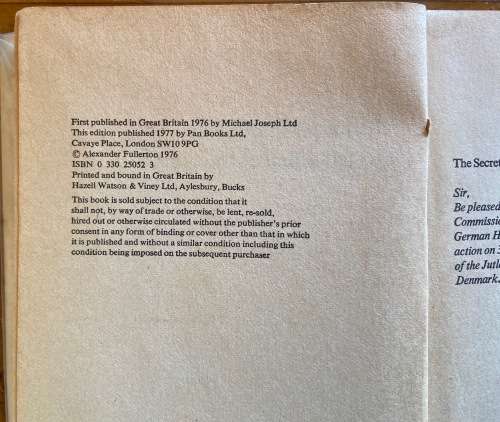 First published in Great Britain 1976 by Michael Joseph Ltd
This edition published 1977 by Pan Books Ltd,
Cavaye Place, London SW10 9PG
© Alexander Fullerton 1976
ISBN 0 330 25052 3
Printed and bound in Great Britain by
Hazell Watson & Viney Ltd, Aylesbury, Bucks
This book is sold subject to the condition that it
shall not, by way of trade or otherwise, be lent, re-sold,
hired out or otherwise circulated without the publisher's prior
consent in any form of binding or cover other than that in which
it is published and without a similar condition including this
condition being imposed on the subsequent purchaser
The Secret
Sir,
Be pleased
Commissio
German H
action on
of the Jutl
Denmark.